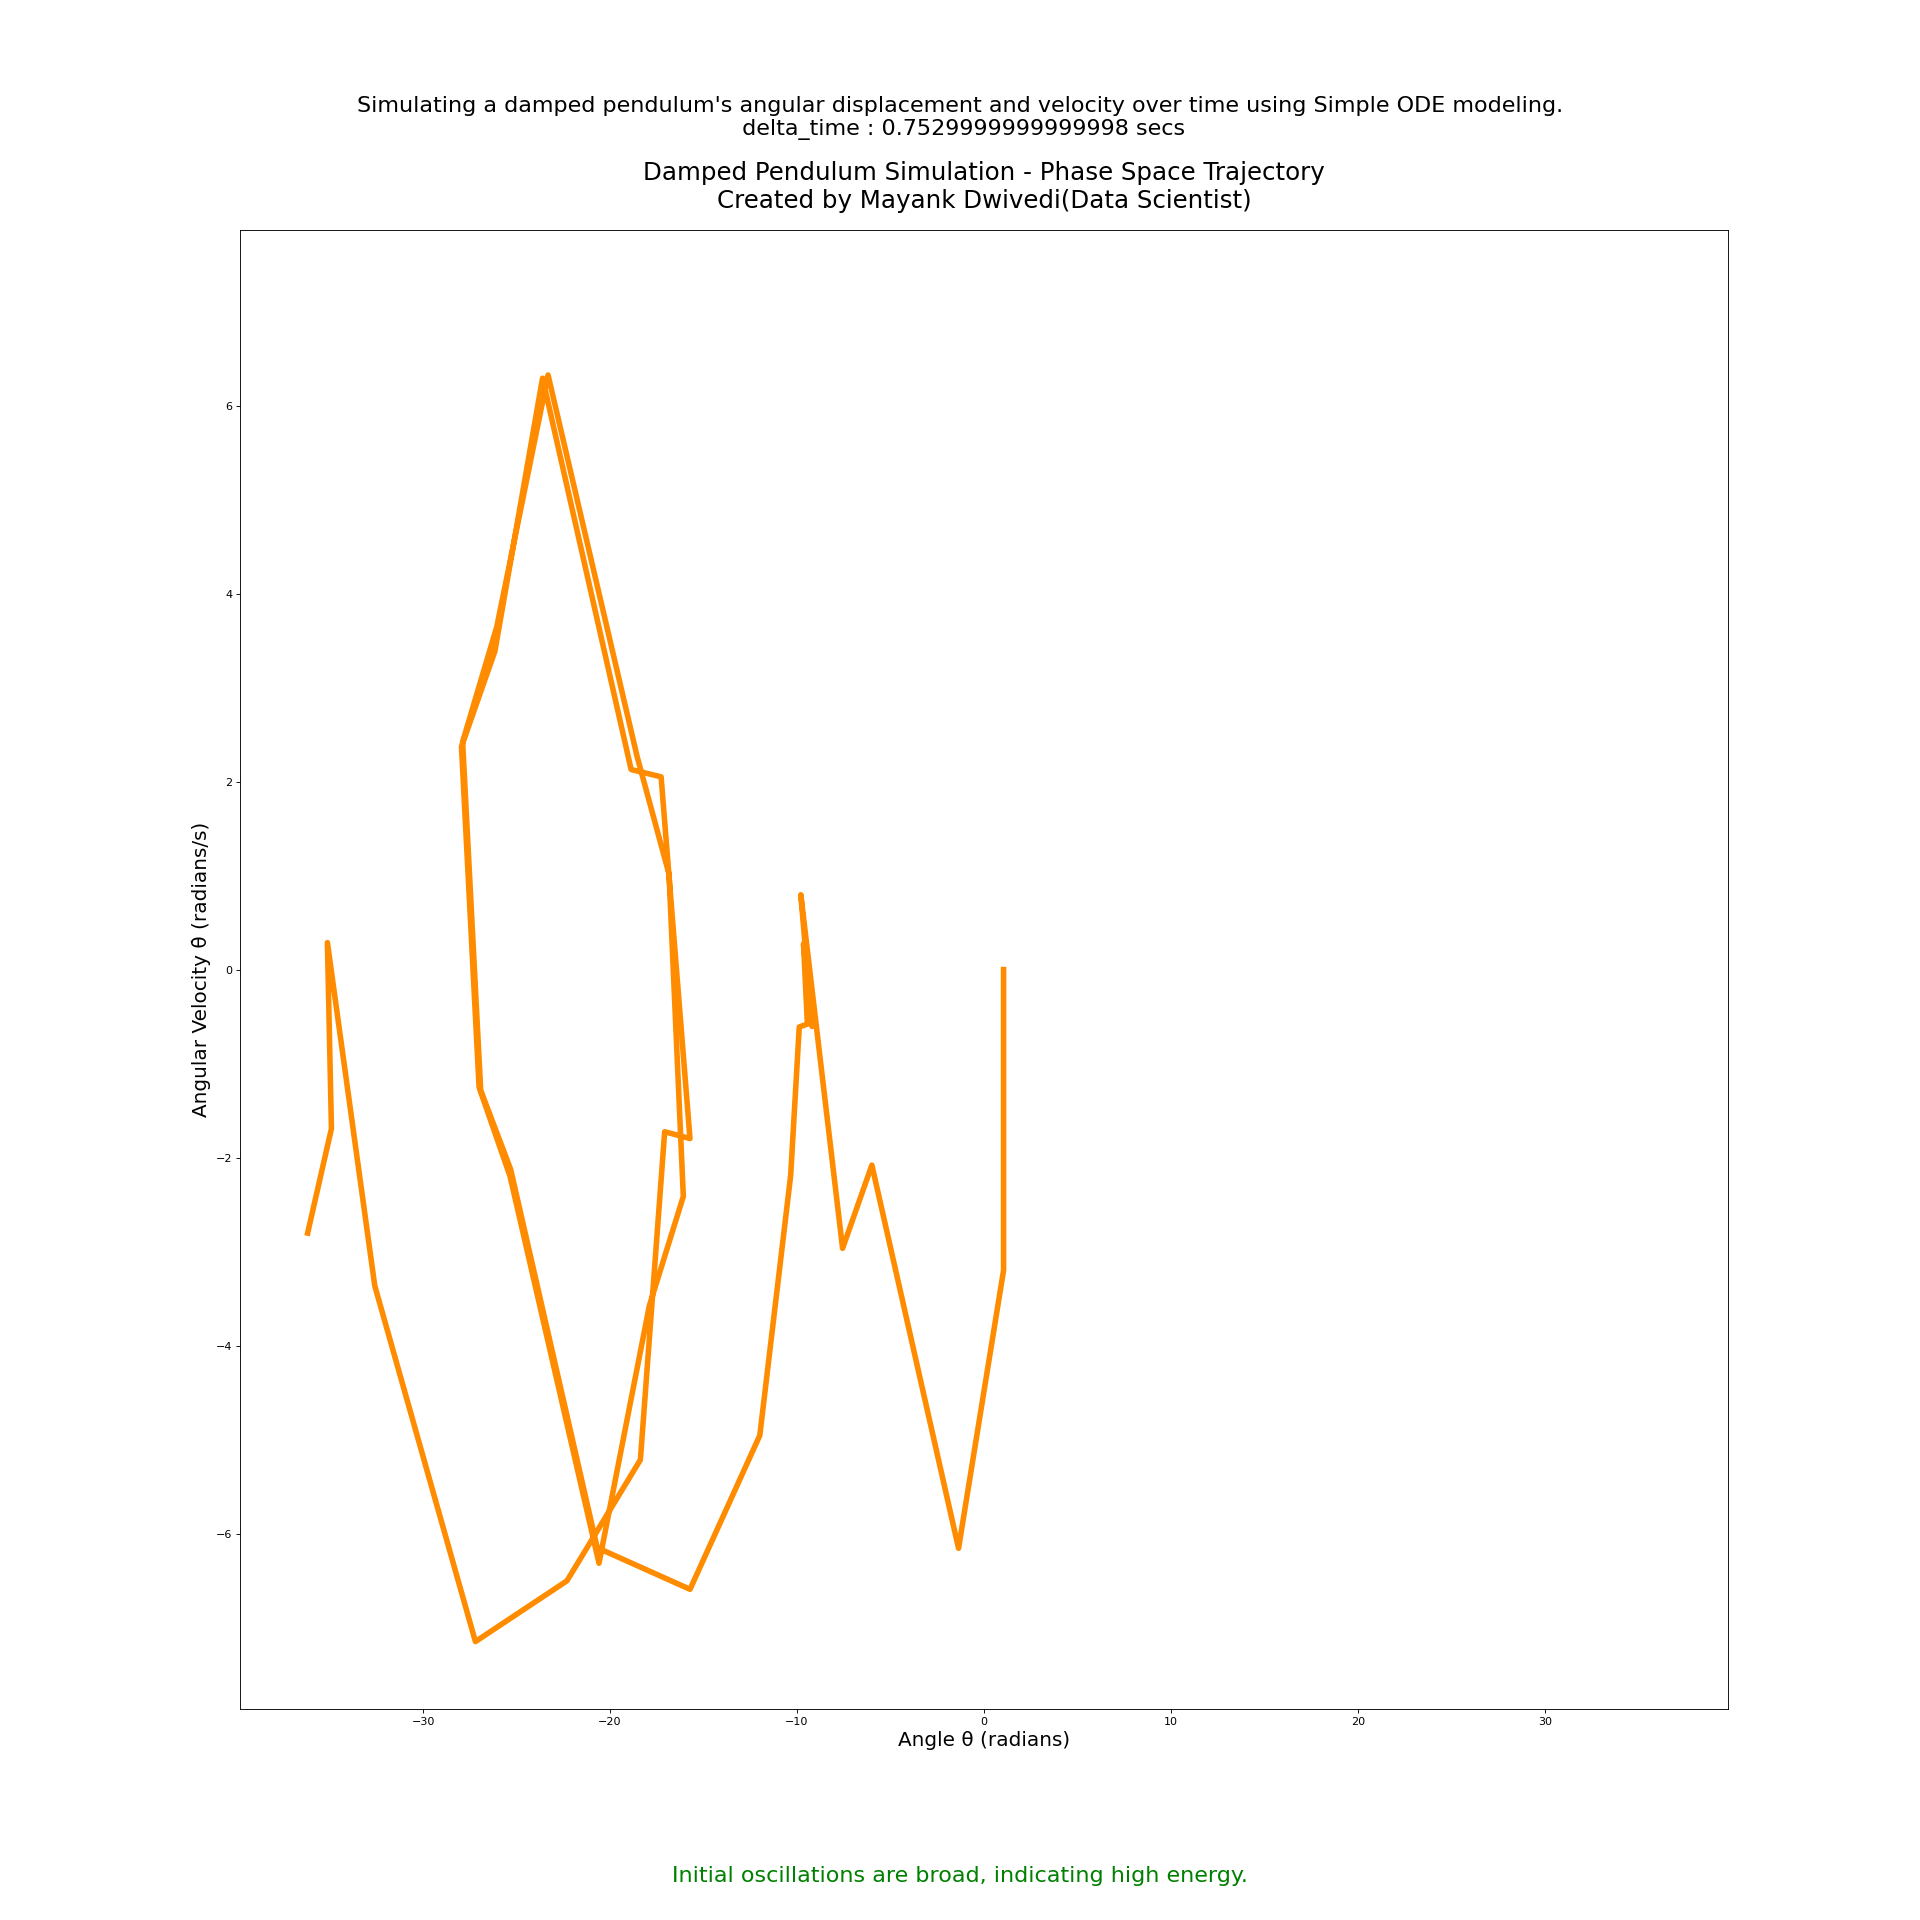 Simulating a damped pendulum's angular displacement and velocity over time using Simple ODE modeling.
delta_time : 0.7529999999999998 secs
Damped Pendulum Simulation - Phase Space Trajectory
Created by Mayank Dwivedi(Data Scientist)
6
4
2
0
−2
−4
−6
Angular Velocity θ̇ (radians/s)
−30
−20
−10
0
10
20
30
Angle θ (radians)
Initial oscillations are broad, indicating high energy.